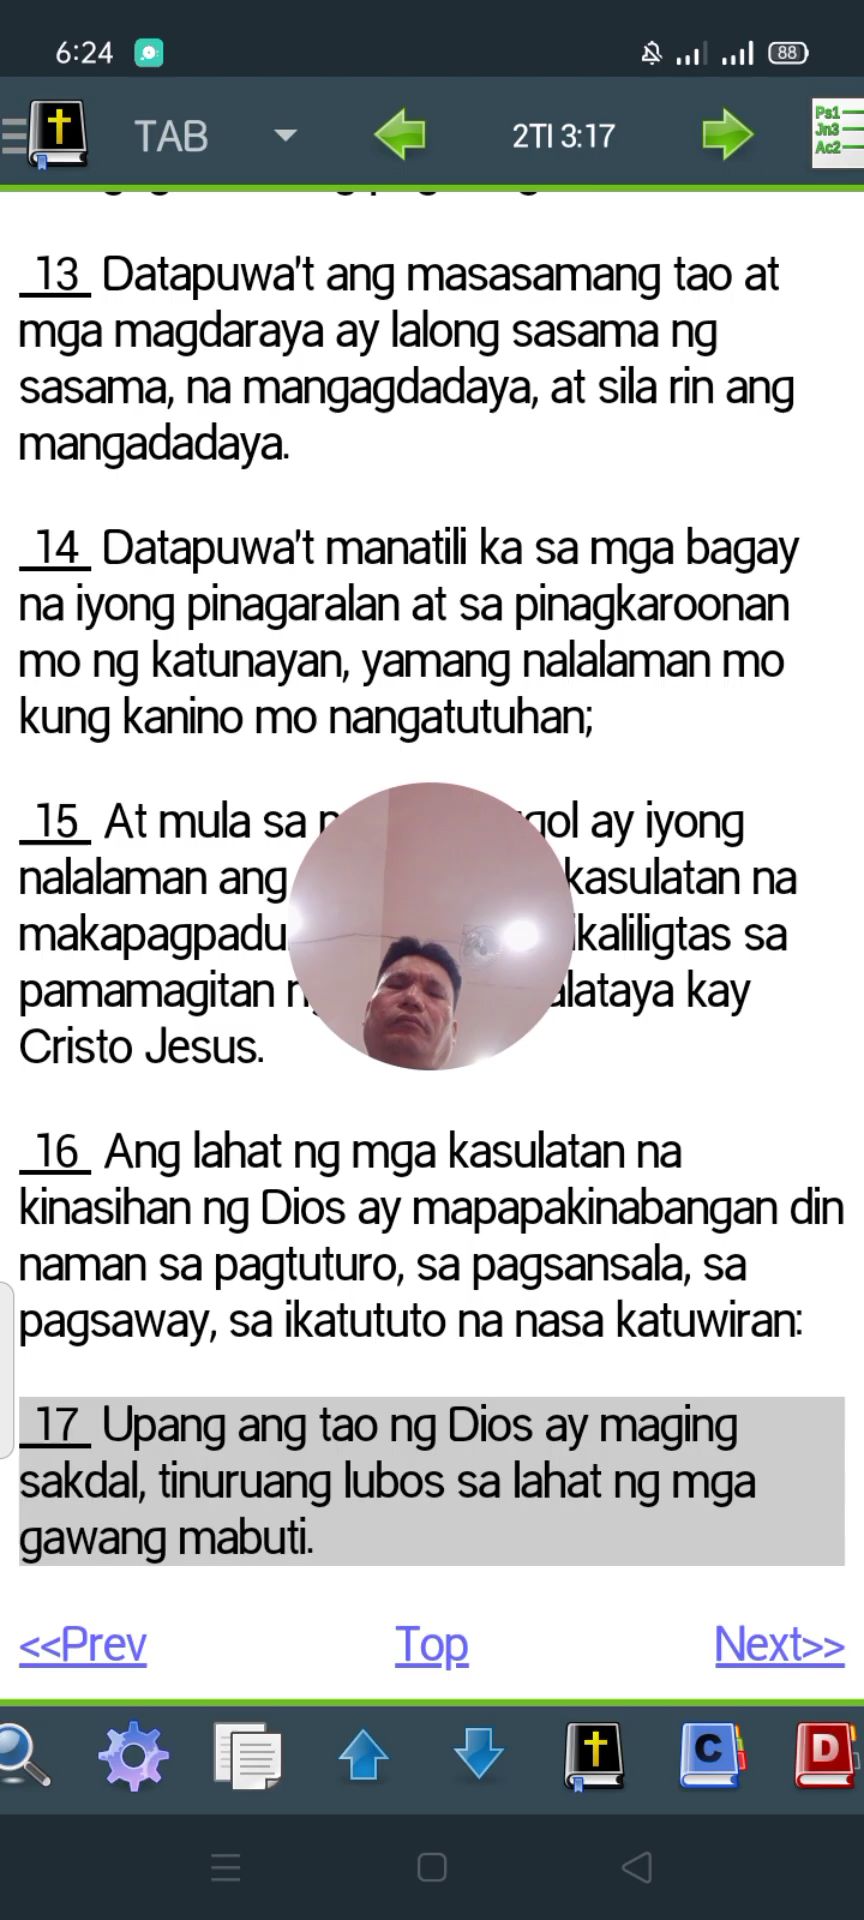 6:24
88
TAB
2TI 3:17
Ps1
Jn3
Ac2
13 Datapuwa't ang masasamang tao at
mga magdaraya ay lalong sasama ng
sasama, na mangagdadaya, at sila rin ang
mangadadaya.
14 Datapuwa't manatili ka sa mga bagay
na iyong pinagaralan at sa pinagkaroonan
mo ng katunayan, yamang nalalaman mo
kung kanino mo nangatutuhan;
15 At mula sa ay iyong
nalalaman ang kasulatan na
sa
pamamagitan kay
Cristo Jesus.
16 Ang lahat ng mga kasulatan na
kinasihan ng Dios ay mapapakinabangan din
naman sa pagtuturo, sa pagsansala, sa
pagsaway, sa ikatututo na nasa katuwiran:
17 Upang ang tao ng Dios ay maging
sakdal, tinuruang lubos sa lahat ng mga
gawang mabuti.
<<Prev Top Next>>
C
D